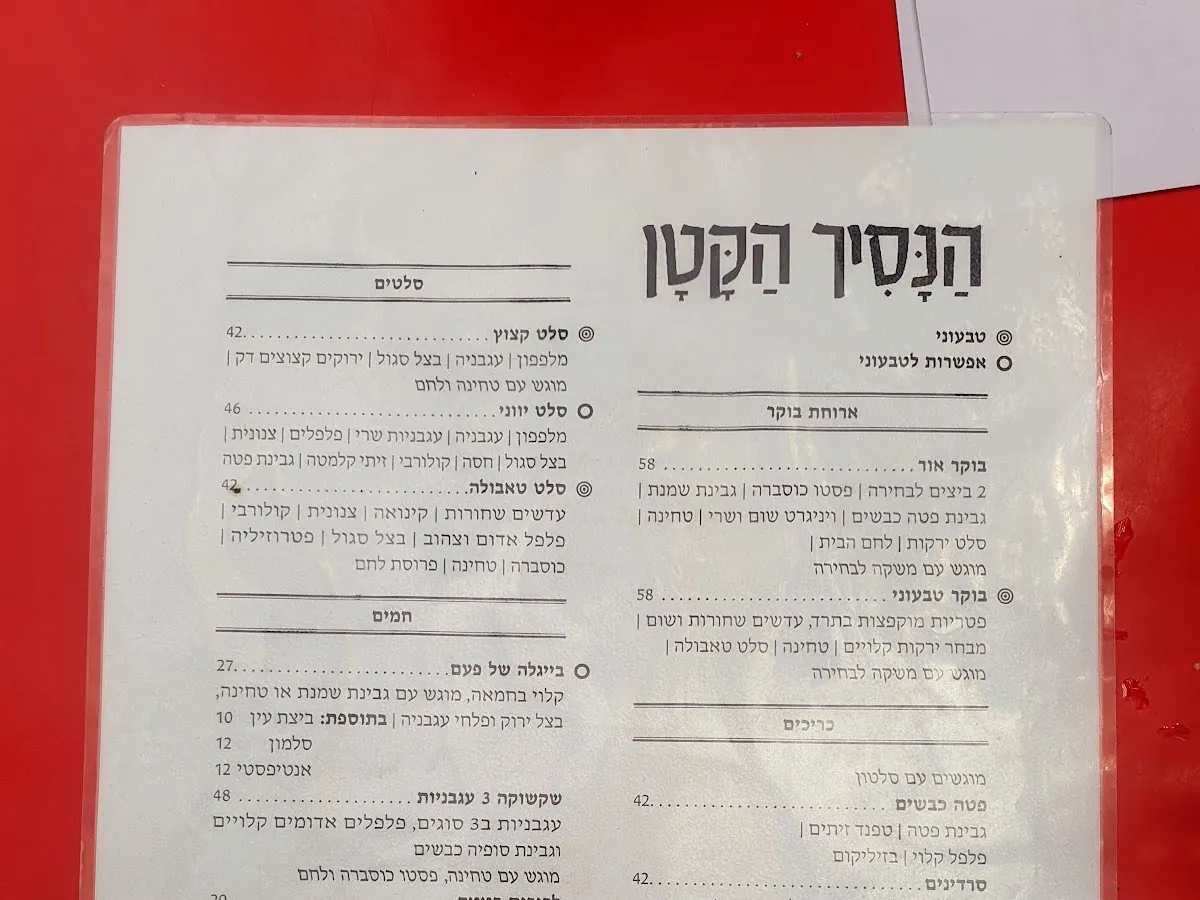 הַנָּסִיךְ הַקָּטָן
טבעוני
אפשרות לטבעוני
ארוחת בוקר
בוקר אור ..................... 58
2 ביצים לבחירה | פסטו כוסברה | גבינת שמנת |
גבינת פטה כבשים | ויניגרט שום ושרי | טחינה |
סלט ירקות | לחם הבית |
מוגש עם משקה לבחירה
בוקר טבעוני ..................... 58
פטריות מוקפצות בתרד, עדשים שחורות ושום |
מבחר ירקות קלויים | טחינה | סלט טאבולה |
מוגש עם משקה לבחירה
כריכים
מוגשים עם סלטון
פטה כבשים ..................... 42
גבינת פטה | טפנד זיתים |
פלפל קלוי | בזיליקום
סרדינים ..................... 42
סלטים
סלט קצוץ ..................... 42
מלפפון | עגבניה | בצל סגול | ירוקים קצוצים דק |
מוגש עם טחינה ולחם
סלט יווני ..................... 46
מלפפון | עגבניה | עגבניות שרי | פלפלים | צנונית |
בצל סגול | חסה | קולורבי | זיתי קלמטה | גבינת פטה
סלט טאבולה ..................... 42
עדשים שחורות | קינואה | צנונית | קולורבי |
פלפל אדום וצהוב | בצל סגול | פטרוזיליה |
כוסברה | טחינה | פרוסת לחם
חמים
בייגלה של פעם ..................... 27
קלוי בחמאה, מוגש עם גבינת שמנת או טחינה,
בצל ירוק ופלחי עגבניה | בתוספת: ביצת עין 10
סלמון 12
אנטיפסטי 12
שקשוקה 3 עגבניות ..................... 48
עגבניות ב3 סוגים, פלפלים אדומים קלויים
וגבינת סופיה כבשים
מוגש עם טחינה, פסטו כוסברה ולחם